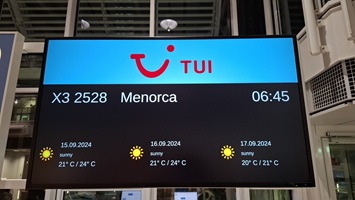 TUI
X3 2528 Menorca 06:45
15.09.2024 16.09.2024 17.09.2024
sunny sunny sunny
21° C / 24° C 21° C / 24° C 20° C / 21° C